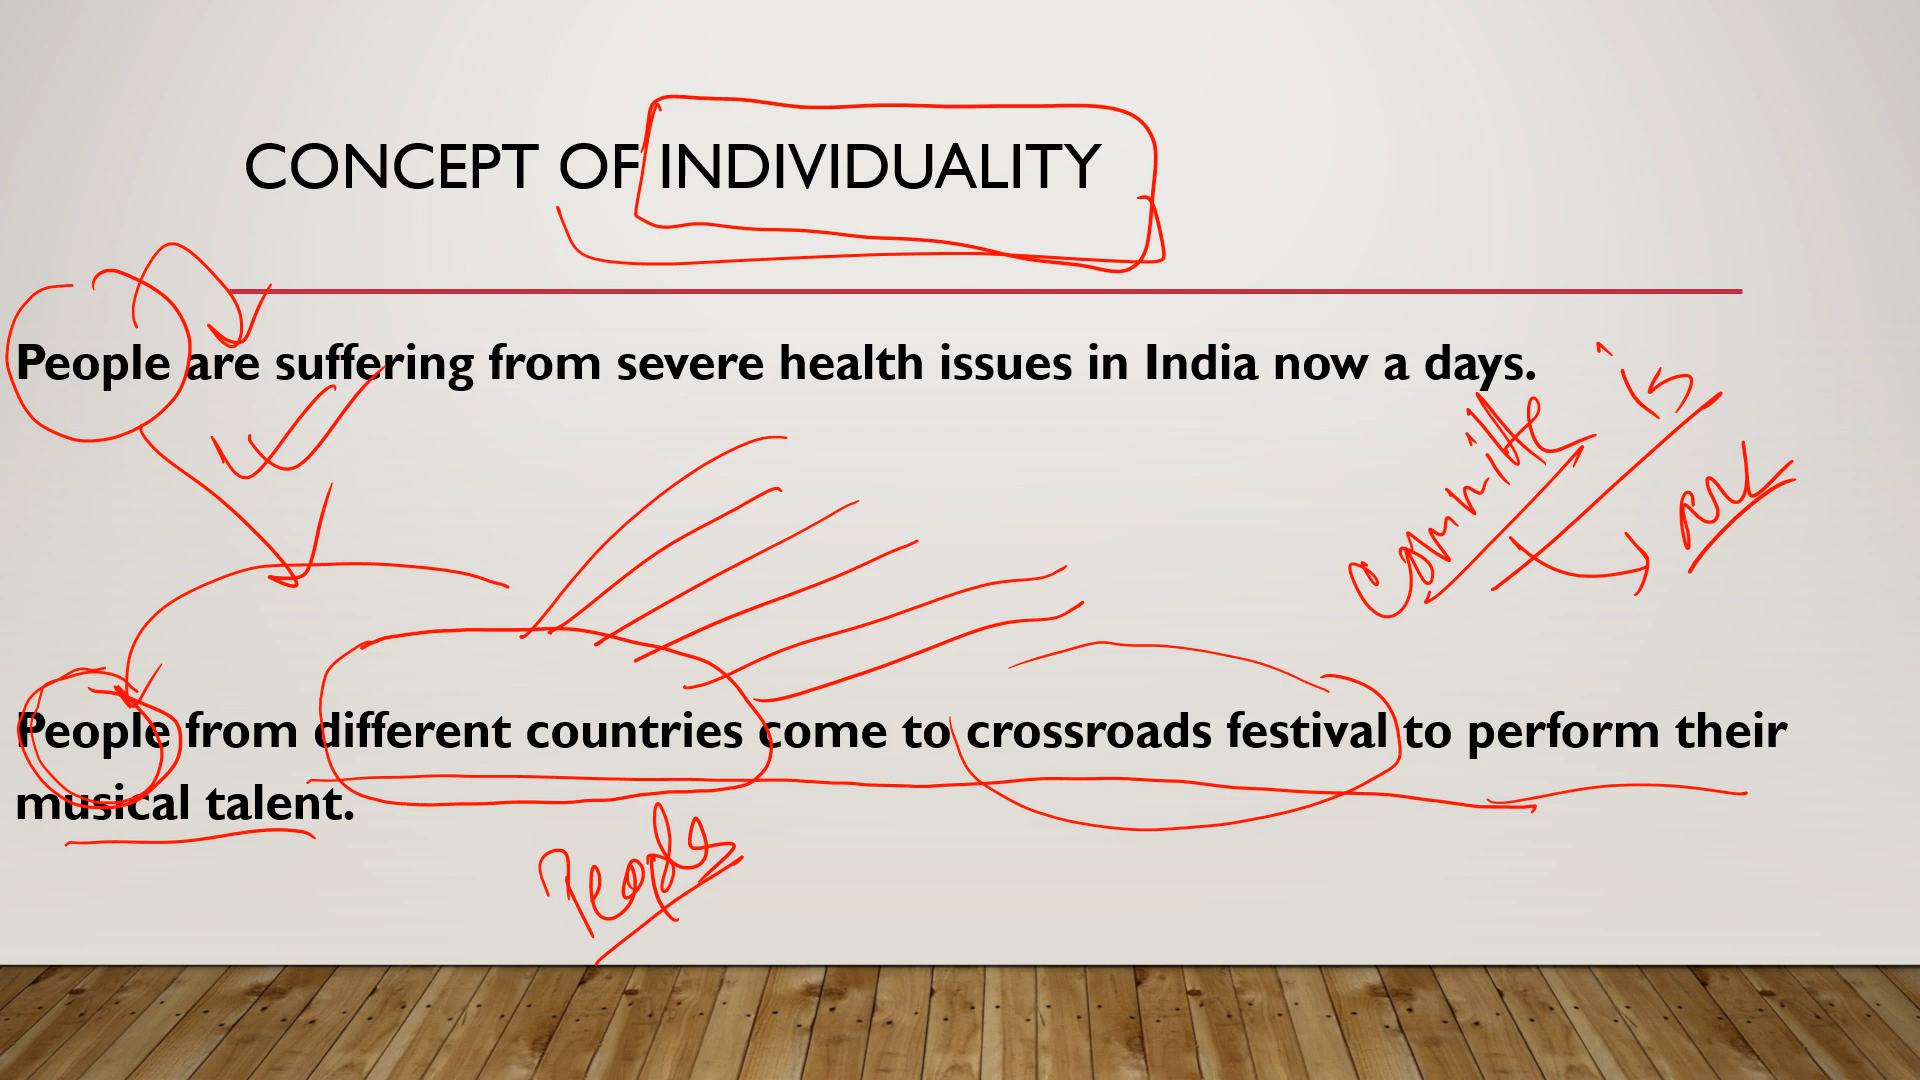 CONCEPT OF INDIVIDUALITY
People are suffering from severe health issues in India now a days.
is
are
People from different countries come to crossroads festival to perform their
musical talent.
People